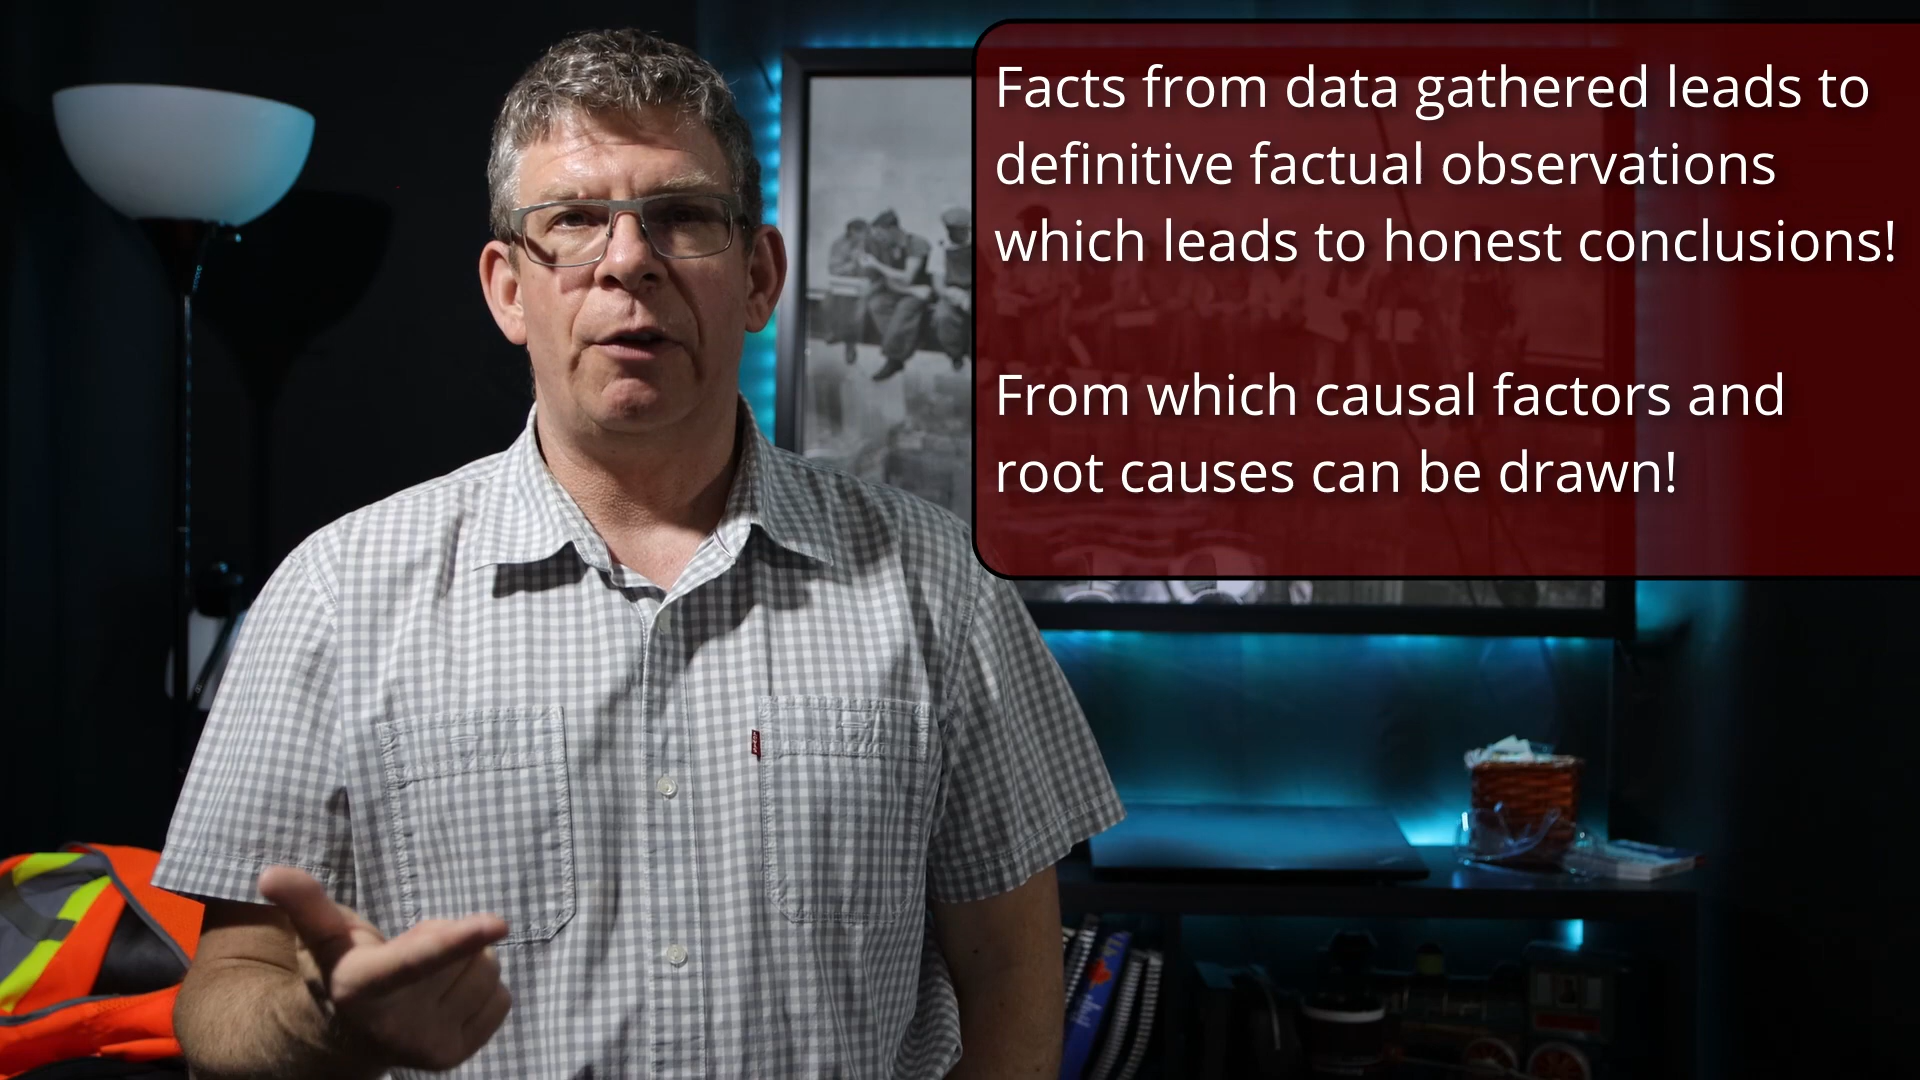 Facts from data gathered leads to
definitive factual observations
which leads to honest conclusions!
From which causal factors and
root causes can be drawn!